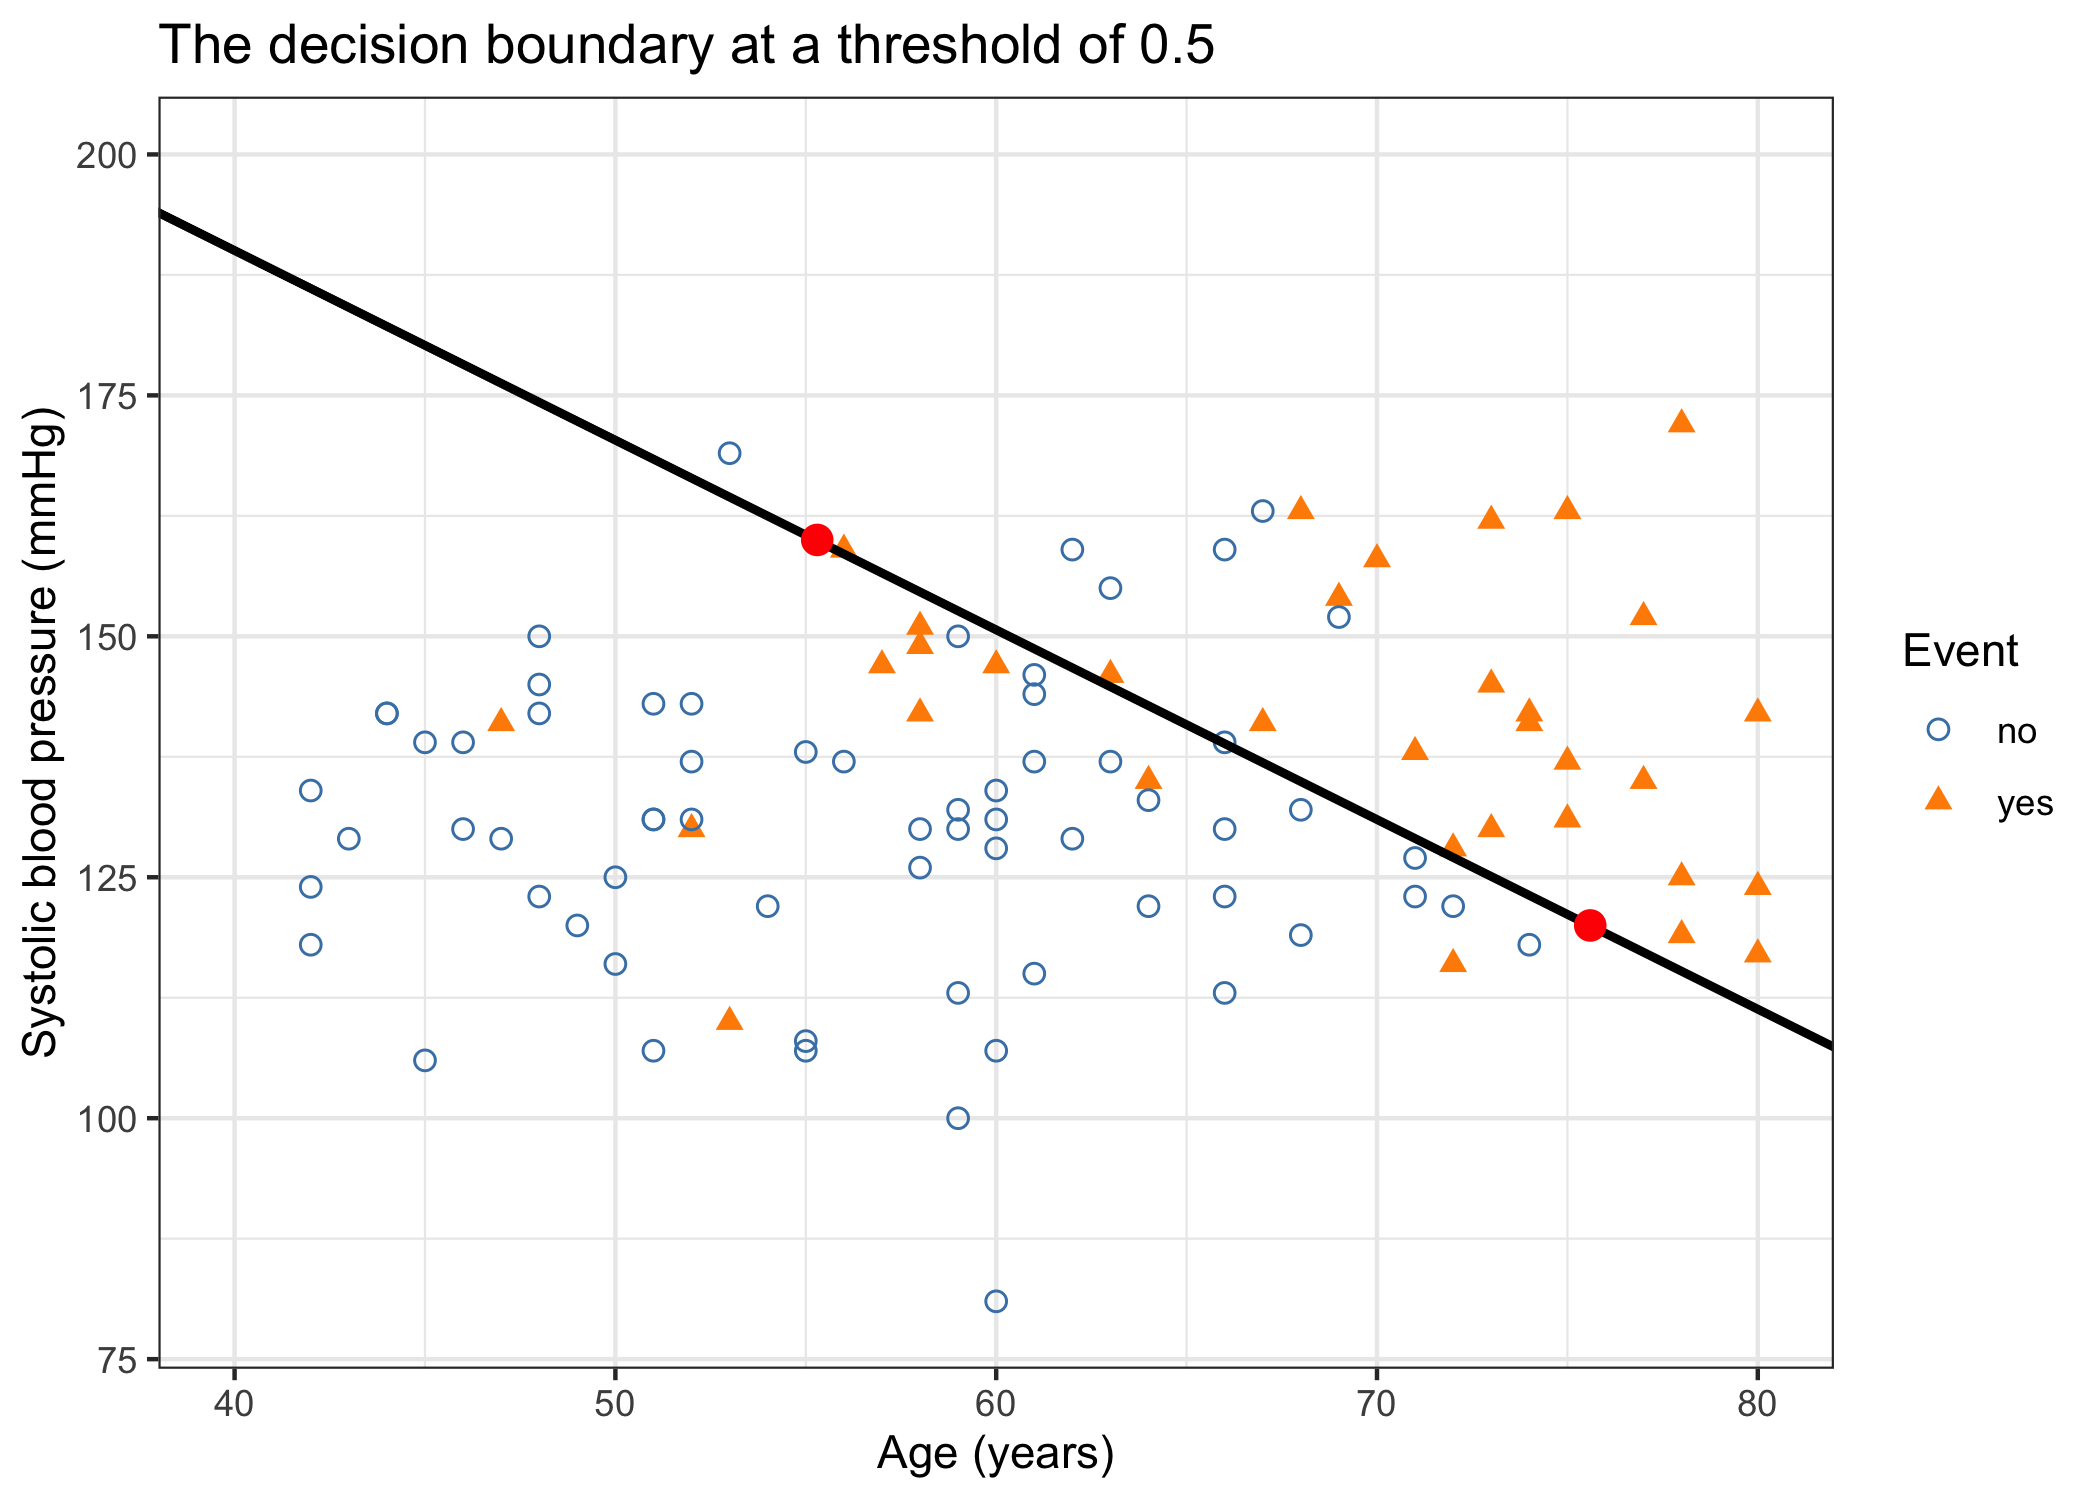 The decision boundary at a threshold of 0.5
200
175
150
125
100
75
Systolic blood pressure (mmHg)
40 50 60 70 80
Age (years)
Event
no
yes